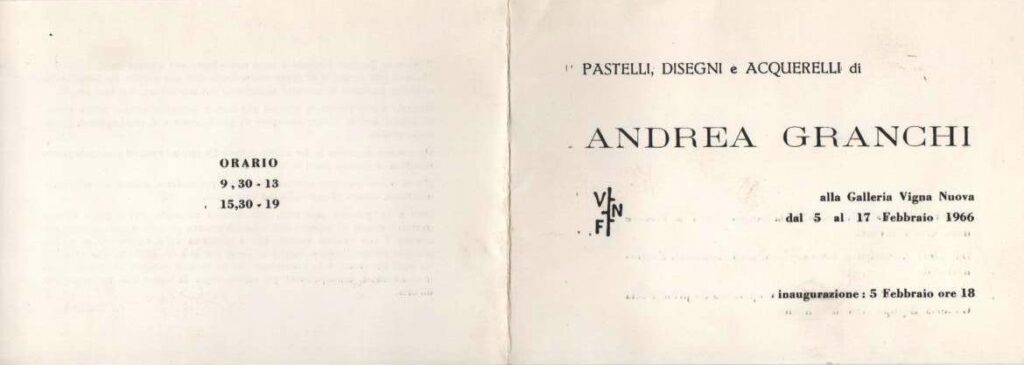 ORARIO
9,30-13
15,30-19
PASTELLI, DISEGNI e ACQUERELLI di
ANDREA GRANCHI
V
N
F
alla Galleria Vigna Nuova
dal 5 al 17 Febbraio 1966
inaugurazione: 5 Febbraio ore 18